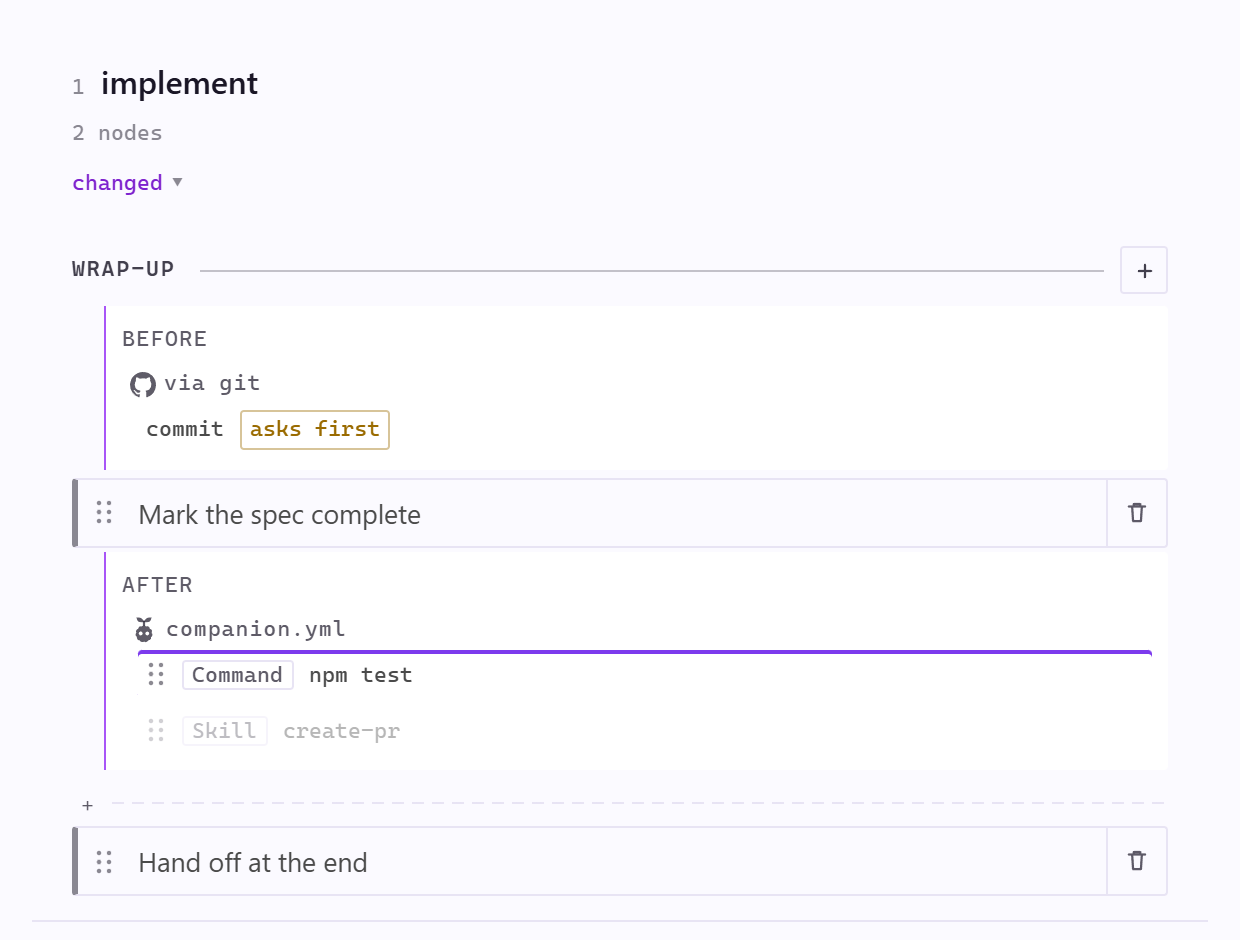 1 implement
2 nodes
changed ▼
WRAP-UP
+
BEFORE
via git
commit asks first
Mark the spec complete
AFTER
companion.yml
Command npm test
Skill create-pr
+
Hand off at the end